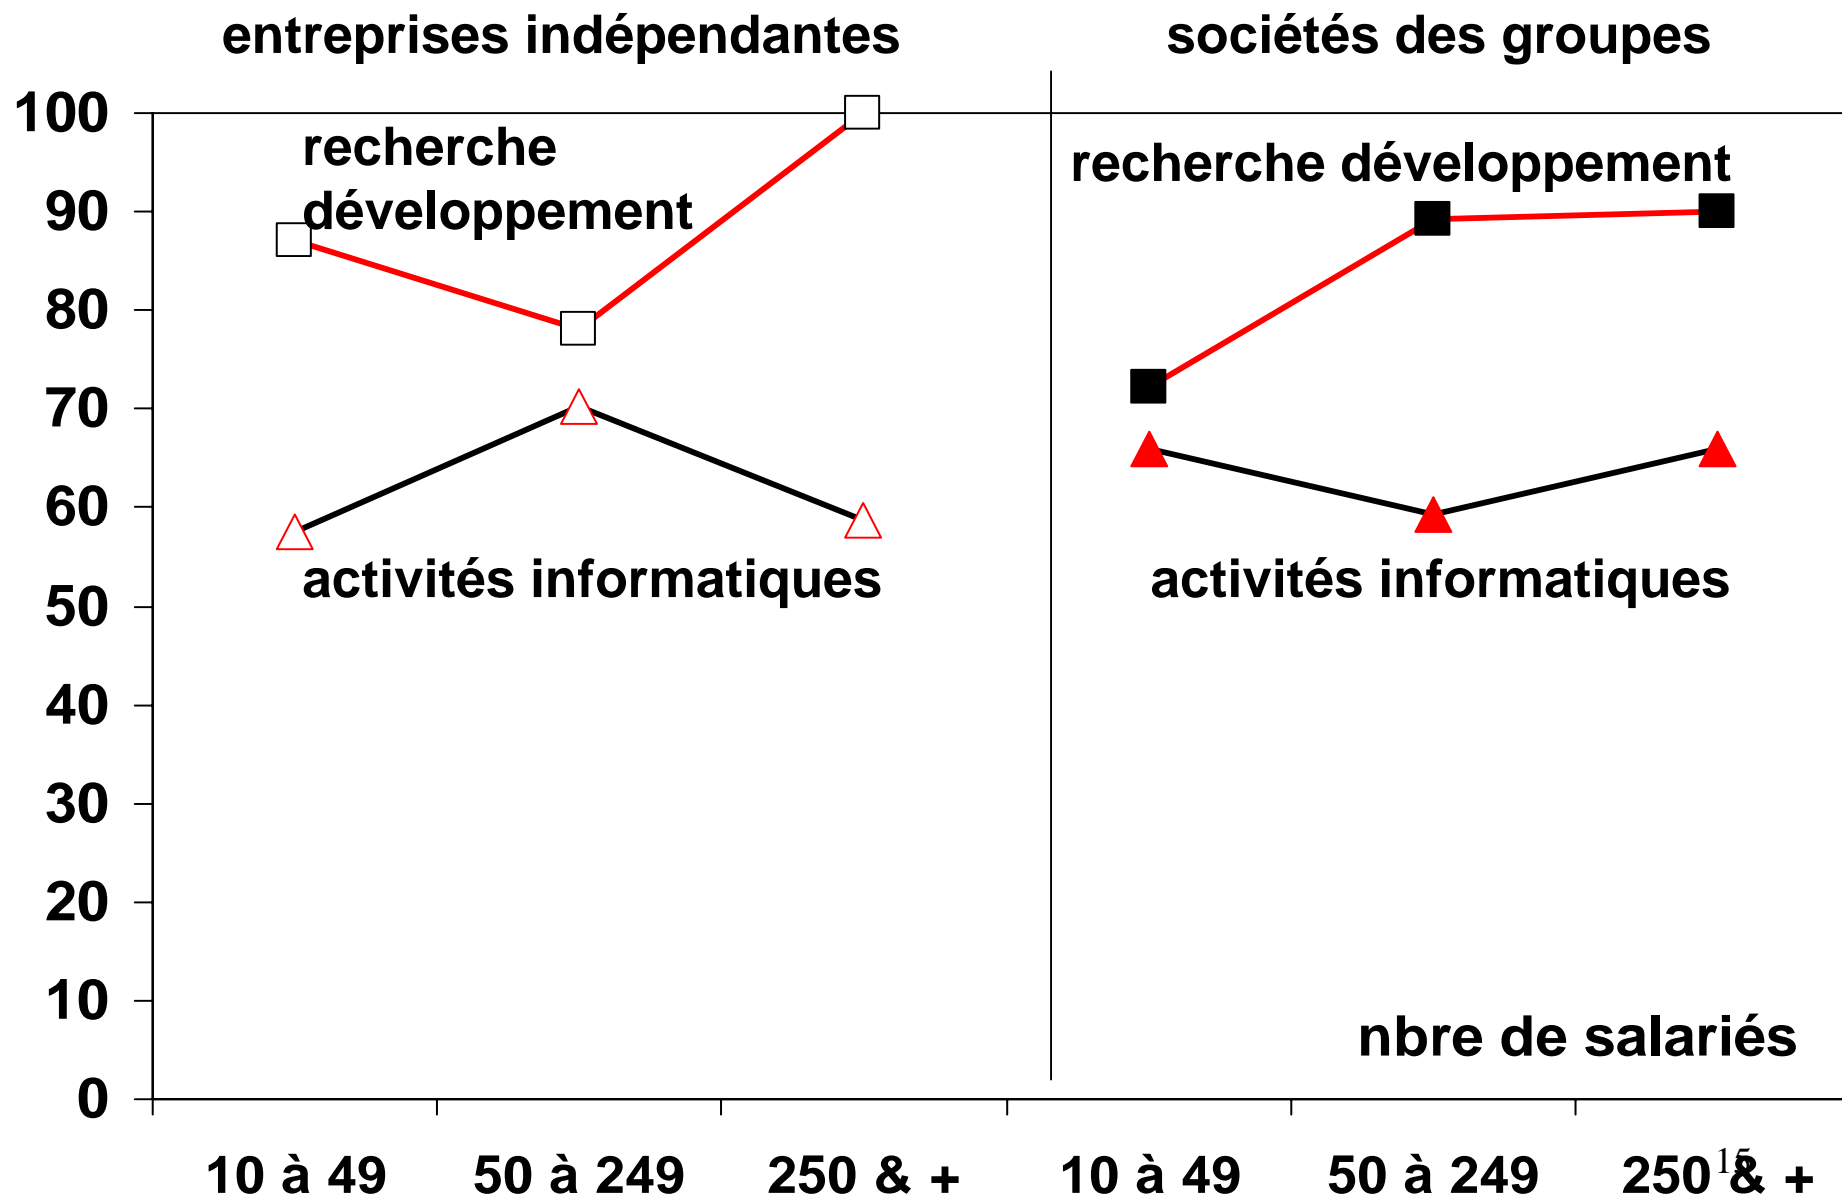 entreprises indépendantes
sociétés des groupes
100
90
80
70
60
50
40
30
20
10
0
recherche
développement
activités informatiques
recherche développement
activités informatiques
nbre de salariés
10 à 49
50 à 249
250 & +
10 à 49
50 à 249
250 & +
15